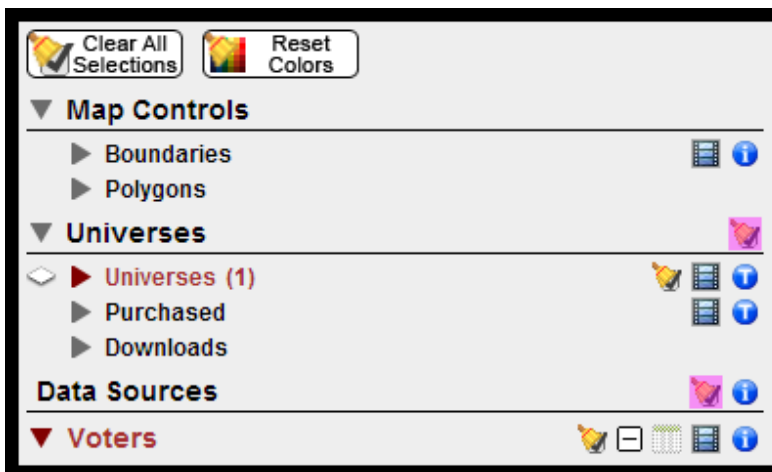 Clear All
Selections
Reset
Colors
Map Controls
Boundaries
Polygons
Universes
Universes (1)
Purchased
Downloads
Data Sources
Voters